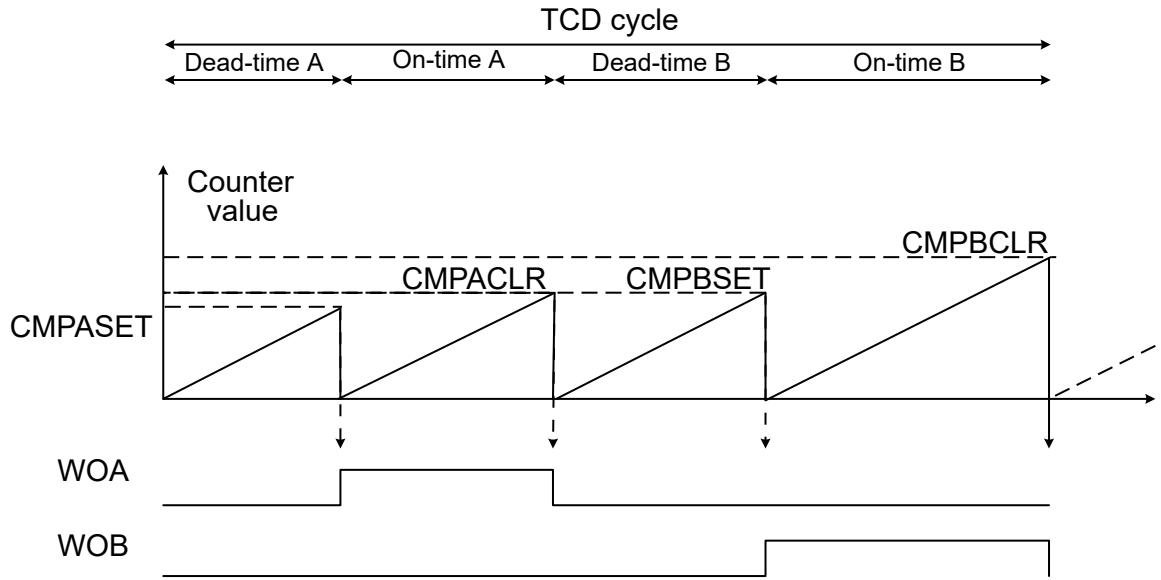 TCD cycle
Dead-time A
On-time A
Dead-time B
On-time B
Counter
value
CMPBCLR
CMPACLR
CMPBSET
CMPASET
WOA
WOB